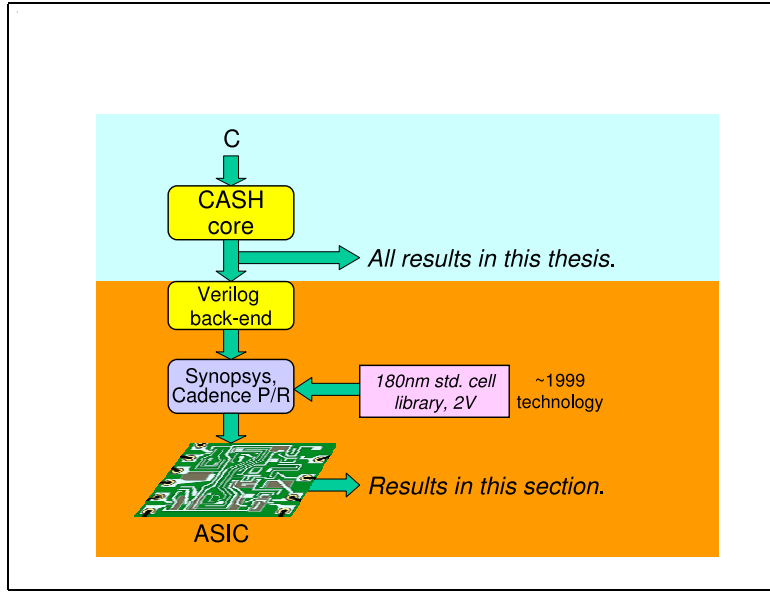 C
CASH
core
All results in this thesis.
Verilog
back-end
Synopsys,
Cadence P/R
180nm std. cell
library, 2V
~1999
technology
Results in this section.
ASIC